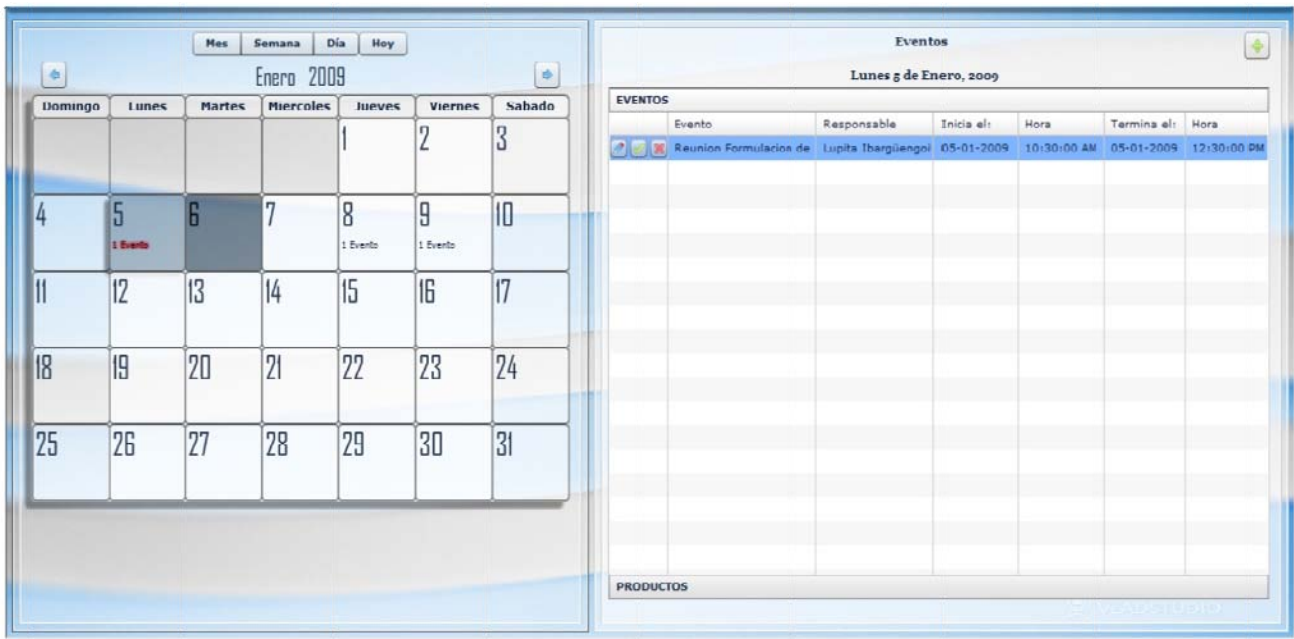 Mes Semana Día Hoy
Enero 2009
Domingo Lunes Martes Miercoles Jueves Viernes Sabado
1 2 3
4 5 6 7 8 9 10
1 Evento 1 Evento 1 Evento
11 12 13 14 15 16 17
18 19 20 21 22 23 24
25 26 27 28 29 30 31
Eventos
Lunes 5 de Enero, 2009
EVENTOS
Evento Responsable Inicia el: Hora Termina el: Hora
Reunion Formulacion de Lupita Ibargüengoi 05-01-2009 10:30:00 AM 05-01-2009 12:30:00 PM
PRODUCTOS
VLADSTUDIO